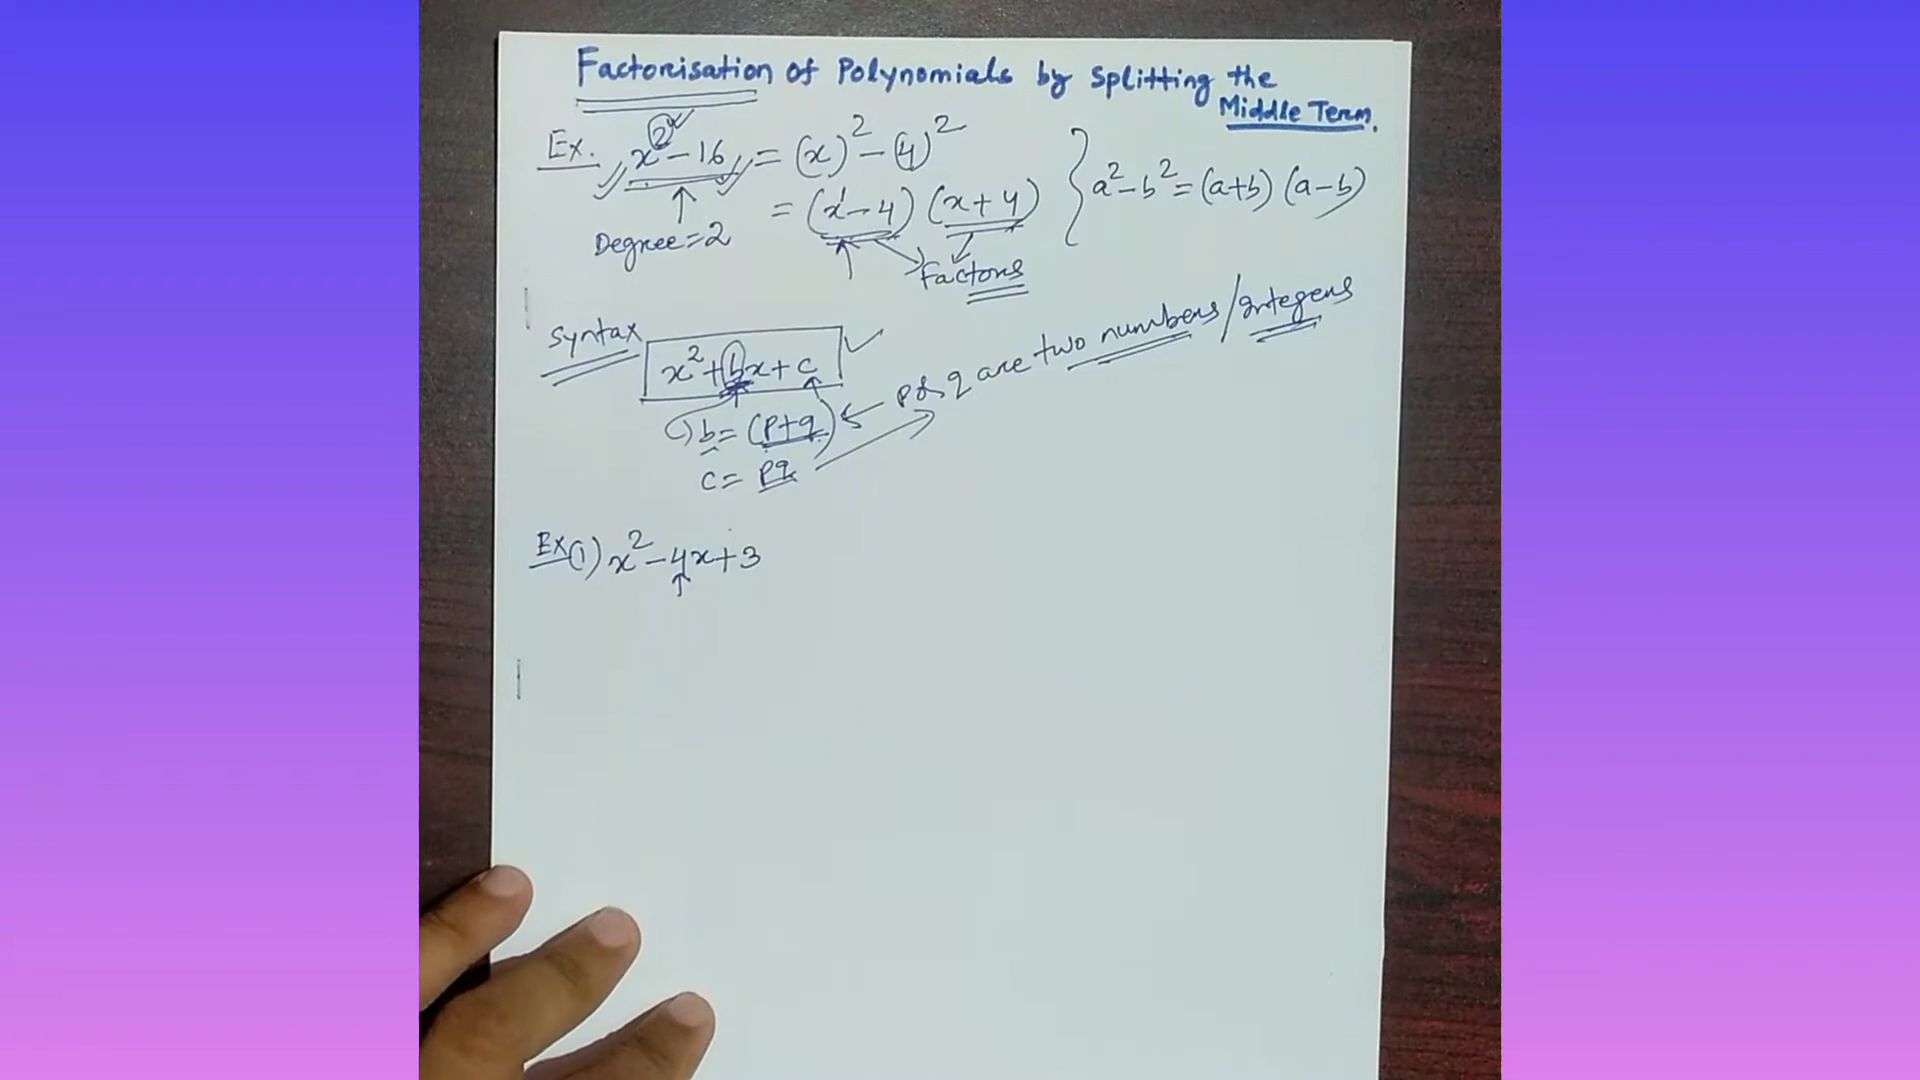 Factorisation of Polynomials by Splitting the
Middle Term.
Ex. x² - 16 = (x)² - (4)²
= (x - 4) (x + 4)
a² - b² = (a+b) (a-b)
Degree = 2
Factors
Syntax
x² + bx + c
b = (p+q)
c = pq
p & q are two numbers / integers
Ex (1) x² - 4x + 3